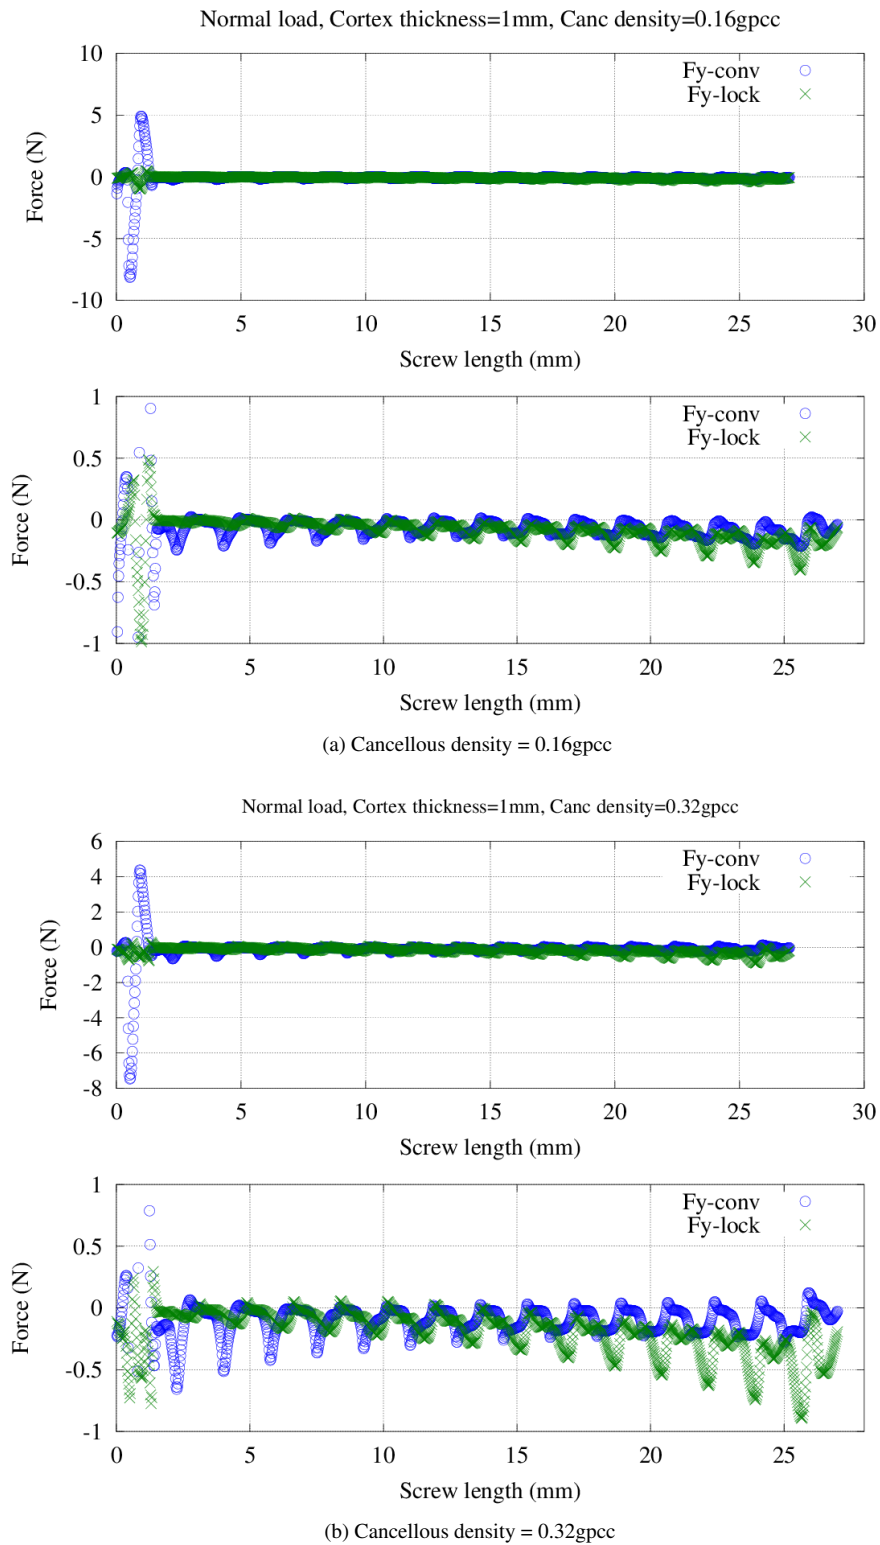 Normal load, Cortex thickness=1mm, Canc density=0.16gpcc
10
5
0
-5
-10
Force (N)
Fy-conv
Fy-lock
0 5 10 15 20 25 30
Screw length (mm)
1
0.5
0
-0.5
-1
Force (N)
Fy-conv
Fy-lock
0 5 10 15 20 25
Screw length (mm)
(a) Cancellous density = 0.16gpcc
Normal load, Cortex thickness=1mm, Canc density=0.32gpcc
6
4
2
0
-2
-4
-6
-8
Force (N)
Fy-conv
Fy-lock
0 5 10 15 20 25 30
Screw length (mm)
1
0.5
0
-0.5
-1
Force (N)
Fy-conv
Fy-lock
0 5 10 15 20 25
Screw length (mm)
(b) Cancellous density = 0.32gpcc